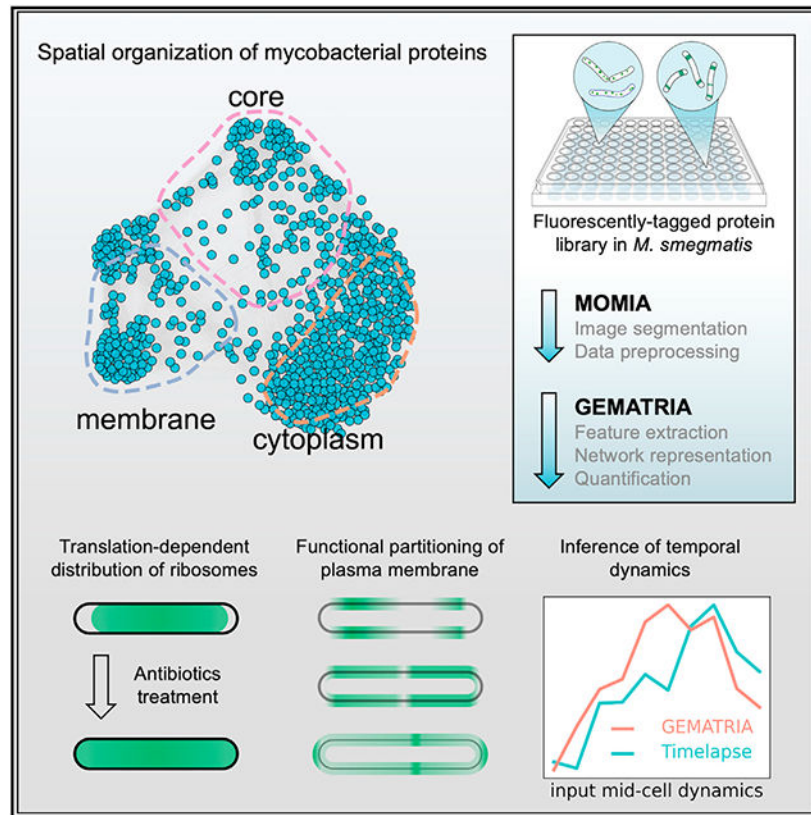 Spatial organization of mycobacterial proteins
core
membrane
cytoplasm
Fluorescently-tagged protein
library in M. smegmatis
MOMIA
Image segmentation
Data preprocessing
GEMATRIA
Feature extraction
Network representation
Quantification
Translation-dependent
distribution of ribosomes
Antibiotics
treatment
Functional partitioning of
plasma membrane
Inference of temporal
dynamics
GEMATRIA
Timelapse
input mid-cell dynamics